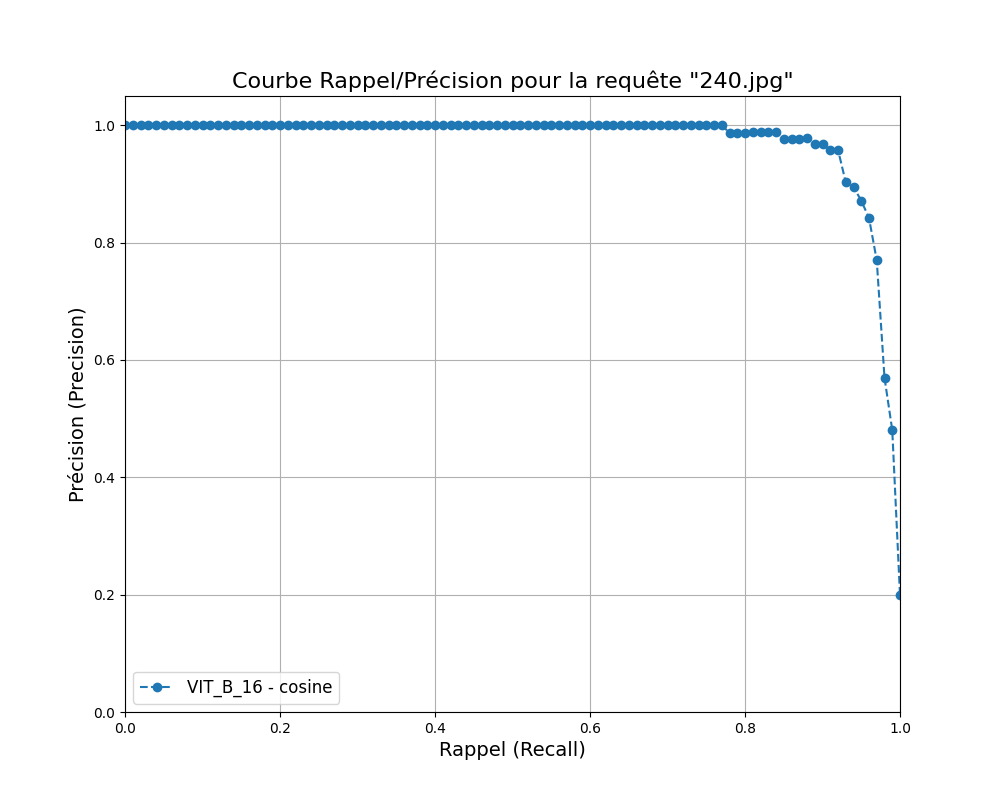 Courbe Rappel/Précision pour la requête "240.jpg"
Précision (Precision)
1.0
0.8
0.6
0.4
0.2
0.0
VIT_B_16 - cosine
0.0 0.2 0.4 0.6 0.8 1.0
Rappel (Recall)